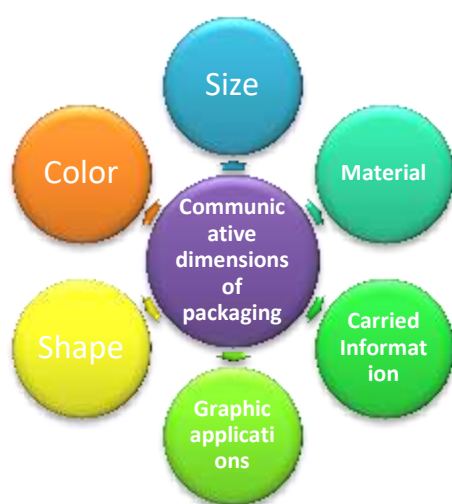 Size
Color
Material
Communic
ative
dimensions
of
packaging
Shape
Carried
Informat
ion
Graphic
applicati
ons